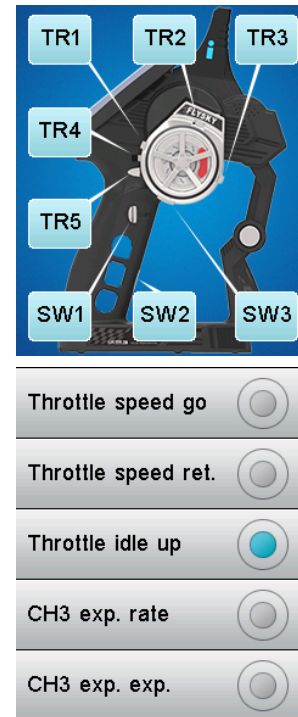 TR1
TR2
TR3
FLYSKY
TR4
TR5
SW1
SW2
SW3
Throttle speed go
Throttle speed ret.
Throttle idle up
CH3 exp. rate
CH3 exp. exp.